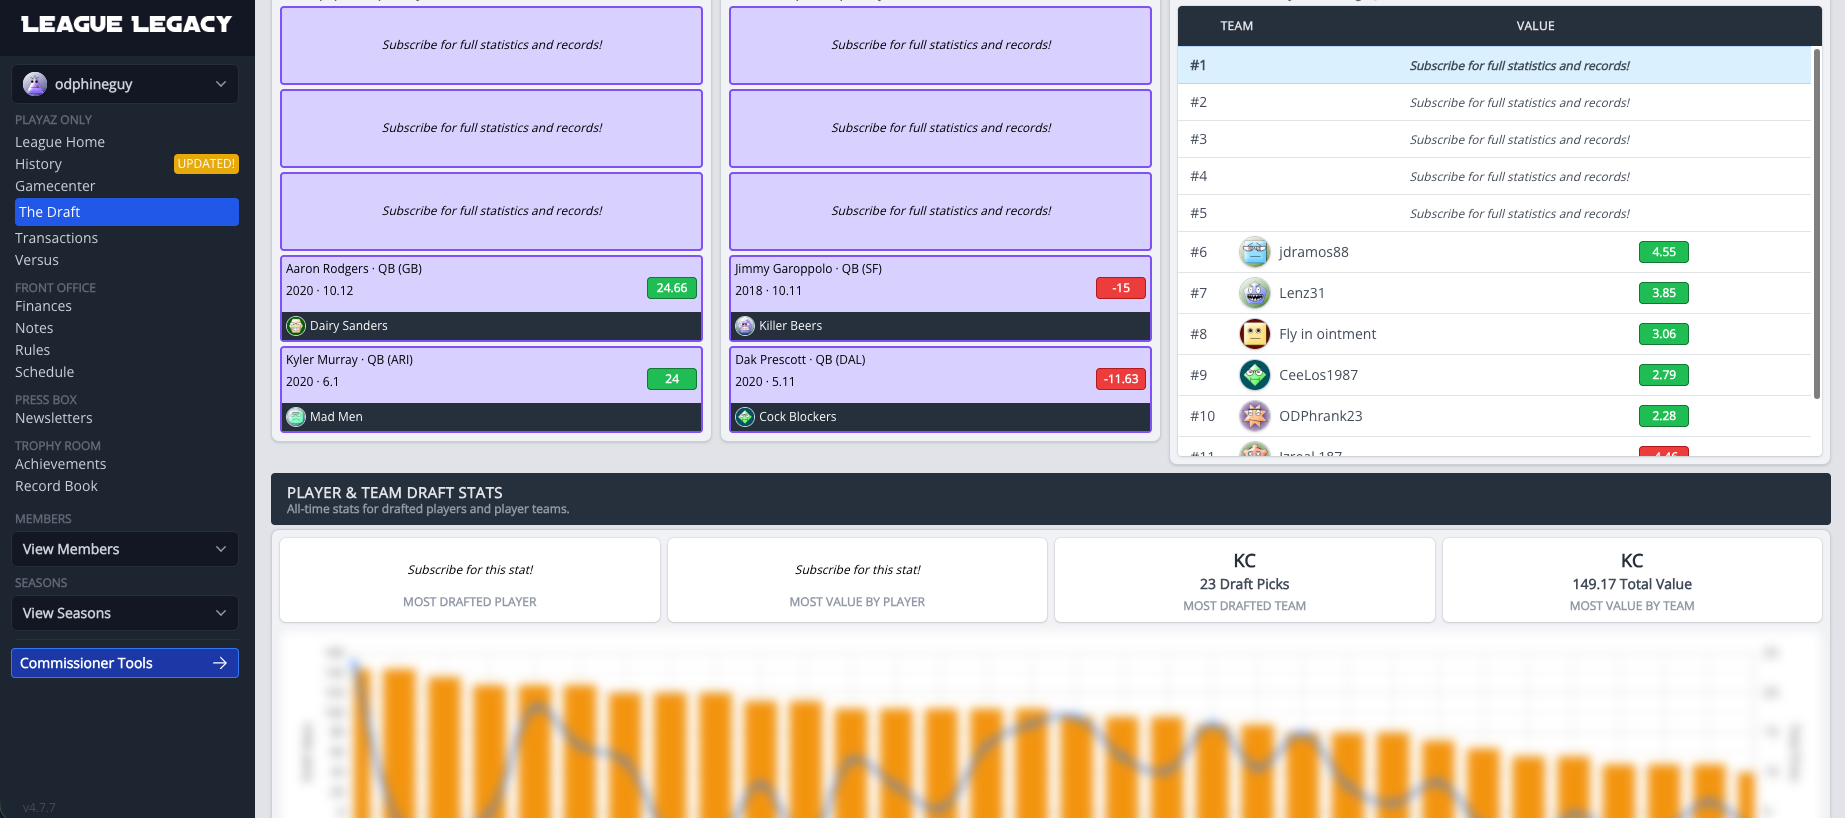 LEAGUE LEGACY
odphineguy
PLAYAZ ONLY
League Home
History
UPDATED!
Gamecenter
The Draft
Transactions
Versus
FRONT OFFICE
Finances
Notes
Rules
Schedule
PRESS BOX
Newsletters
TROPHY ROOM
Achievements
Record Book
MEMBERS
View Members
SEASONS
View Seasons
Commissioner Tools
v4.7.7
Subscribe for full statistics and records!
Subscribe for full statistics and records!
Subscribe for full statistics and records!
Aaron Rodgers · QB (GB)
2020 · 10.12
24.66
Dairy Sanders
Kyler Murray · QB (ARI)
2020 · 6.1
24
Mad Men
Subscribe for full statistics and records!
Subscribe for full statistics and records!
Subscribe for full statistics and records!
Jimmy Garoppolo · QB (SF)
2018 · 10.11
-15
Killer Beers
Dak Prescott · QB (DAL)
2020 · 5.11
-11.63
Cock Blockers
TEAM VALUE
#1 Subscribe for full statistics and records!
#2 Subscribe for full statistics and records!
#3 Subscribe for full statistics and records!
#4 Subscribe for full statistics and records!
#5 Subscribe for full statistics and records!
#6 jdramos88 4.55
#7 Lenz31 3.85
#8 Fly in ointment 3.06
#9 CeeLos1987 2.79
#10 ODPhrank23 2.28
#11
PLAYER & TEAM DRAFT STATS
All-time stats for drafted players and player teams.
Subscribe for this stat!
MOST DRAFTED PLAYER
Subscribe for this stat!
MOST VALUE BY PLAYER
KC
23 Draft Picks
MOST DRAFTED TEAM
KC
149.17 Total Value
MOST VALUE BY TEAM